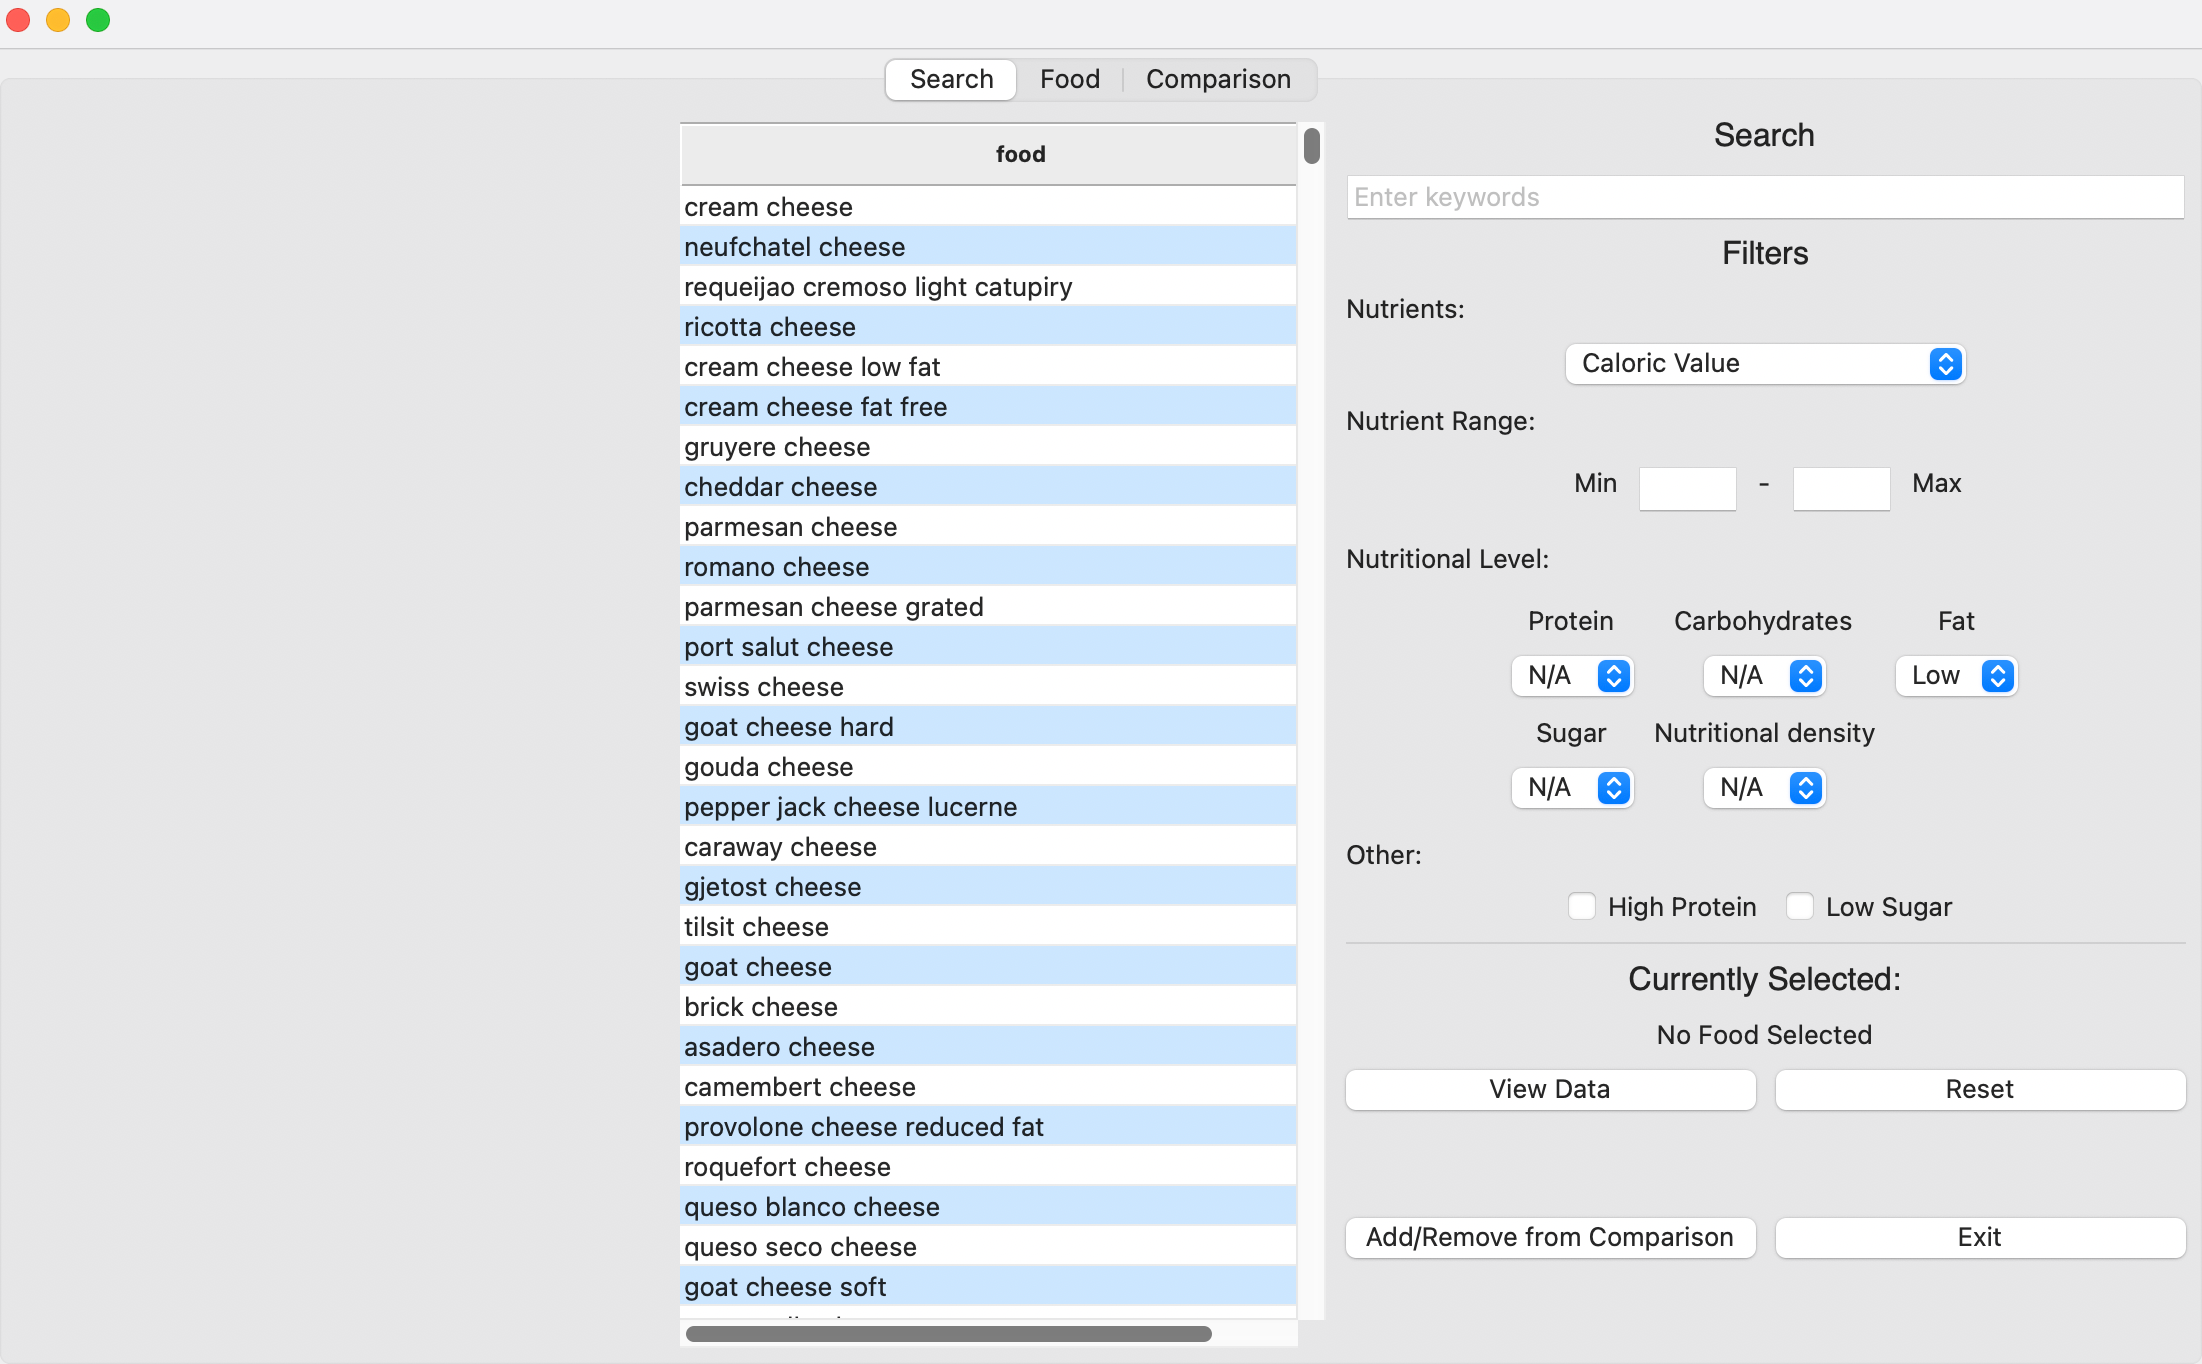 Search Food Comparison
food
cream cheese
neufchatel cheese
requeijao cremoso light catupiry
ricotta cheese
cream cheese low fat
cream cheese fat free
gruyere cheese
cheddar cheese
parmesan cheese
romano cheese
parmesan cheese grated
port salut cheese
swiss cheese
goat cheese hard
gouda cheese
pepper jack cheese lucerne
caraway cheese
gjetost cheese
tilsit cheese
goat cheese
brick cheese
asadero cheese
camembert cheese
provolone cheese reduced fat
roquefort cheese
queso blanco cheese
queso seco cheese
goat cheese soft
Search
Enter keywords
Filters
Nutrients:
Caloric Value
Nutrient Range:
Min - Max
Nutritional Level:
Protein Carbohydrates Fat
N/A N/A Low
Sugar Nutritional density
N/A N/A
Other:
High Protein Low Sugar
Currently Selected:
No Food Selected
View Data Reset
Add/Remove from Comparison Exit